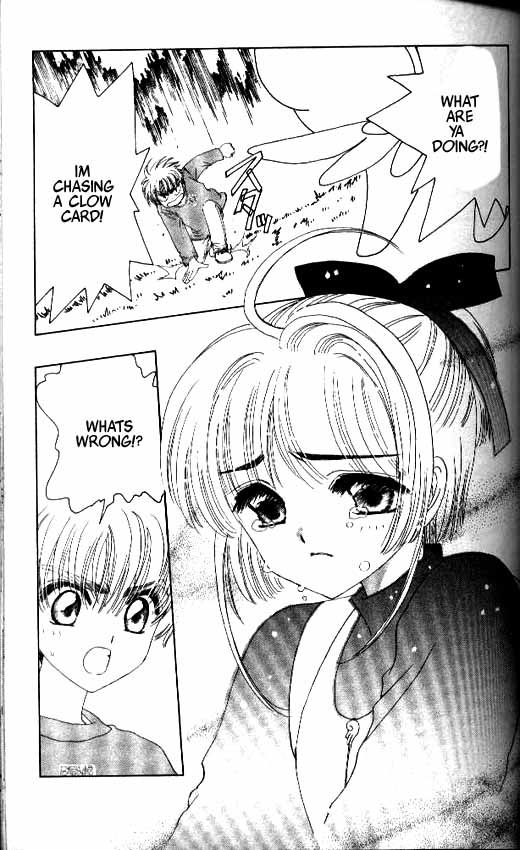 WHAT
ARE
YA
DOING?!
IM
CHASING
A CLOW
CARD!
WHATS
WRONG!?